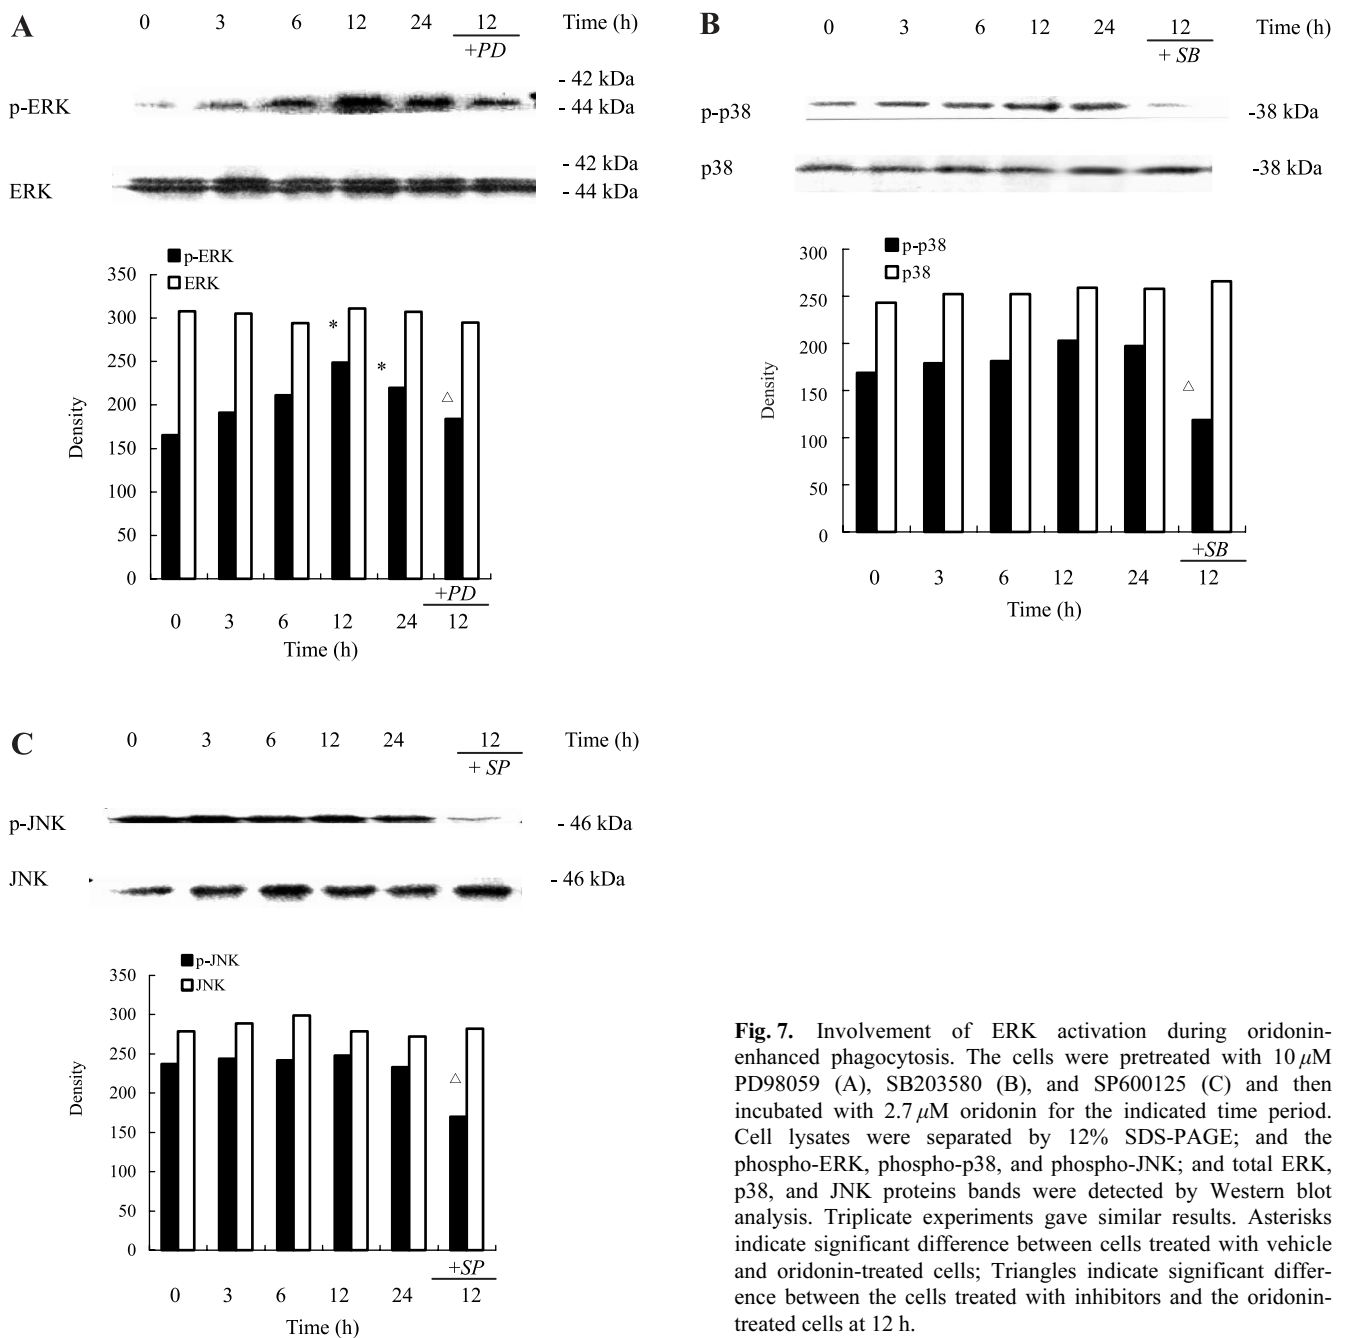 A
0 3 6 12 24 12 Time (h)
+PD
- 42 kDa
p-ERK - 44 kDa
- 42 kDa
ERK - 44 kDa
p-ERK
ERK
350
300
250
200
150
100
50
0
Density
* * △
+PD
0 3 6 12 24 12
Time (h)
B
0 3 6 12 24 12 Time (h)
+ SB
p-p38 -38 kDa
p38 -38 kDa
p-p38
p38
300
250
200
150
100
50
0
Density
△
+SB
0 3 6 12 24 12
Time (h)
C
0 3 6 12 24 12 Time (h)
+ SP
p-JNK - 46 kDa
JNK - 46 kDa
p-JNK
JNK
350
300
250
200
150
100
50
0
Density
△
+SP
0 3 6 12 24 12
Time (h)
Fig. 7. Involvement of ERK activation during oridonin-
enhanced phagocytosis. The cells were pretreated with 10 μM
PD98059 (A), SB203580 (B), and SP600125 (C) and then
incubated with 2.7 μM oridonin for the indicated time period.
Cell lysates were separated by 12% SDS-PAGE; and the
phospho-ERK, phospho-p38, and phospho-JNK; and total ERK,
p38, and JNK proteins bands were detected by Western blot
analysis. Triplicate experiments gave similar results. Asterisks
indicate significant difference between cells treated with vehicle
and oridonin-treated cells; Triangles indicate significant differ-
ence between the cells treated with inhibitors and the oridonin-
treated cells at 12 h.